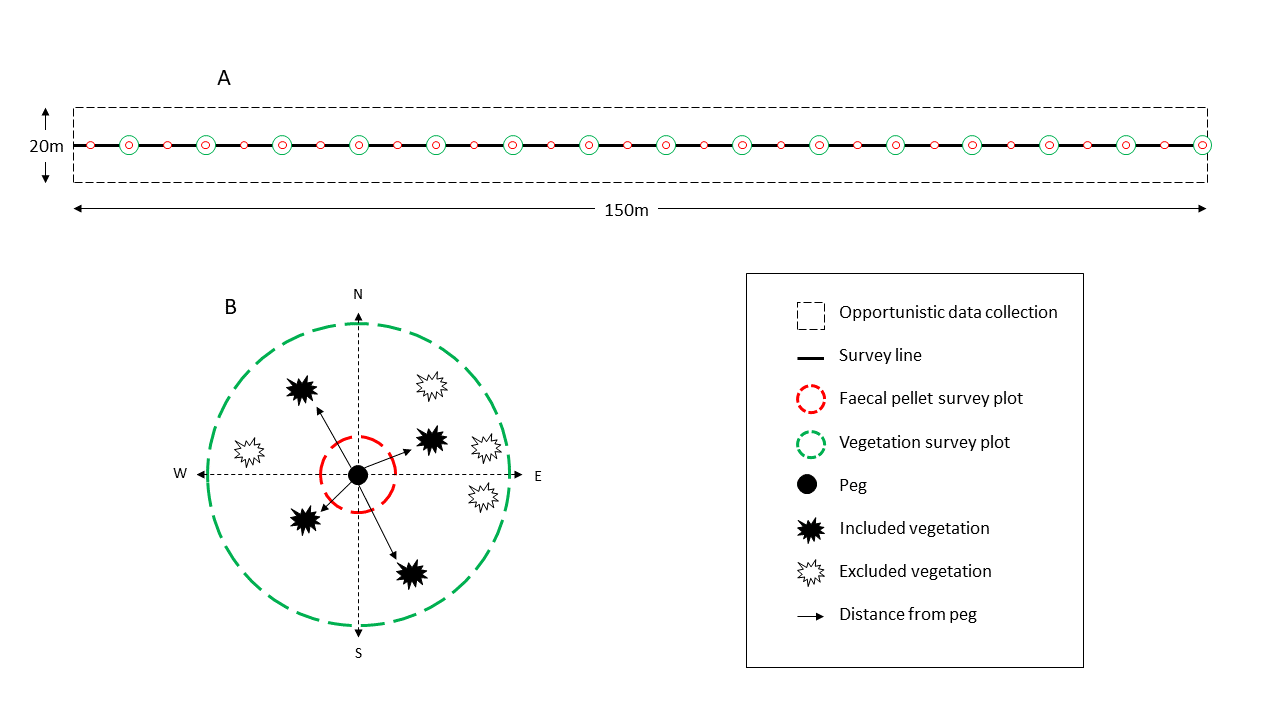 A
20m
150m
B
N
W
E
S
Opportunistic data collection
Survey line
Faecal pellet survey plot
Vegetation survey plot
Peg
Included vegetation
Excluded vegetation
Distance from peg